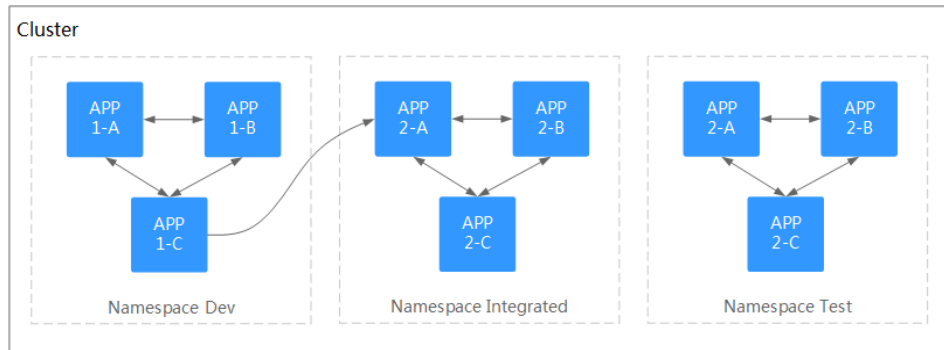 Cluster
APP
1-A
APP
1-B
APP
1-C
Namespace Dev
APP
2-A
APP
2-B
APP
2-C
Namespace Integrated
APP
2-A
APP
2-B
APP
2-C
Namespace Test